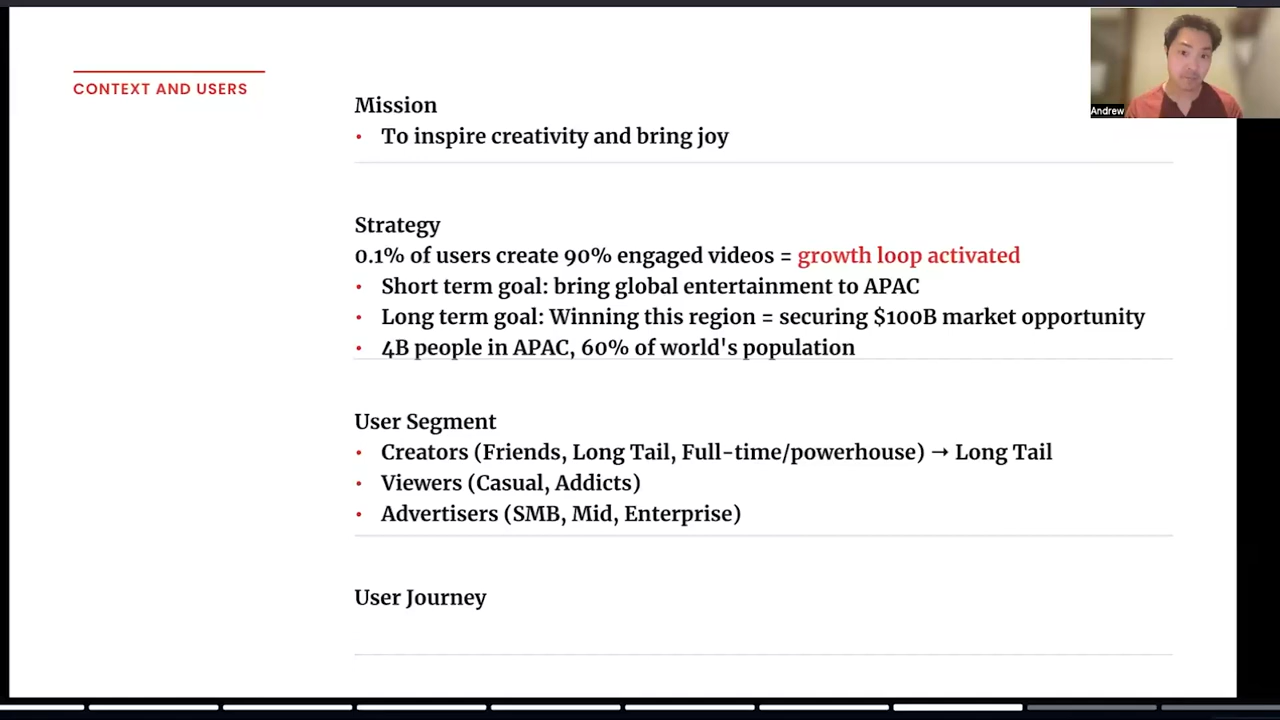 CONTEXT AND USERS
Mission
• To inspire creativity and bring joy
Strategy
0.1% of users create 90% engaged videos = growth loop activated
• Short term goal: bring global entertainment to APAC
• Long term goal: Winning this region = securing $100B market opportunity
• 4B people in APAC, 60% of world's population
User Segment
• Creators (Friends, Long Tail, Full-time/powerhouse) → Long Tail
• Viewers (Casual, Addicts)
• Advertisers (SMB, Mid, Enterprise)
User Journey
Andrew